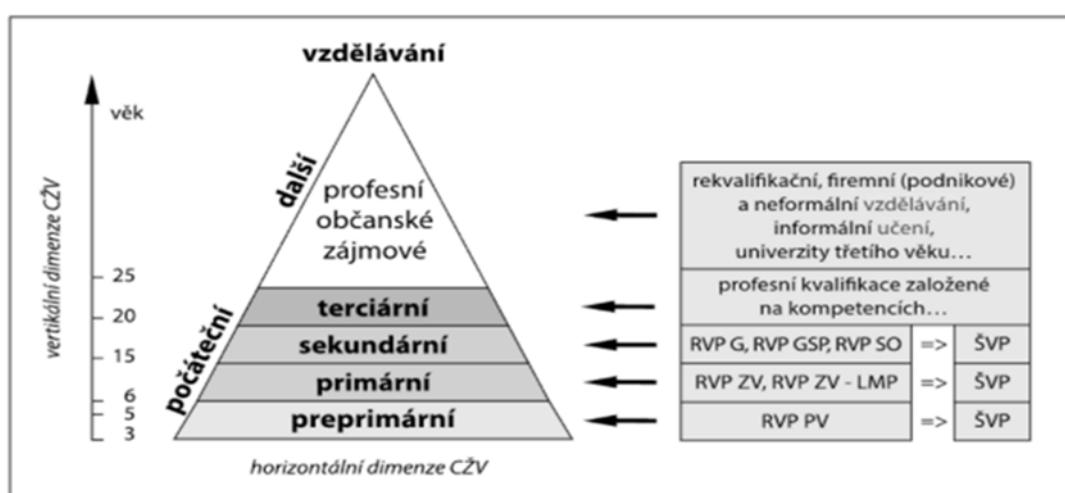 vzdělávání
věk
vertikální dimenze CŽV
25
20
15
6
5
3
další
počáteční
profesní
občanské
zájmové
terciární
sekundární
primární
preprimární
horizontální dimenze CŽV
rekvalifikační, firemní (podnikové)
a neformální vzdělávání,
informální učení,
univerzity třetího věku...
profesní kvalifikace založené
na kompetencích...
RVP G, RVP GSP, RVP SO => ŠVP
RVP ZV, RVP ZV - LMP => ŠVP
RVP PV => ŠVP